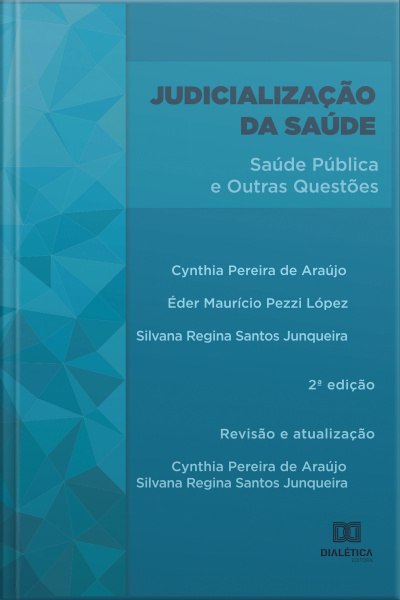 JUDICIALIZAÇÃO
DA SAÚDE
Saúde Pública
e Outras Questões
Cynthia Pereira de Araújo
Éder Maurício Pezzi López
Silvana Regina Santos Junqueira
2ª edição
Revisão e atualização
Cynthia Pereira de Araújo
Silvana Regina Santos Junqueira
DIALÉTICA
EDITORA